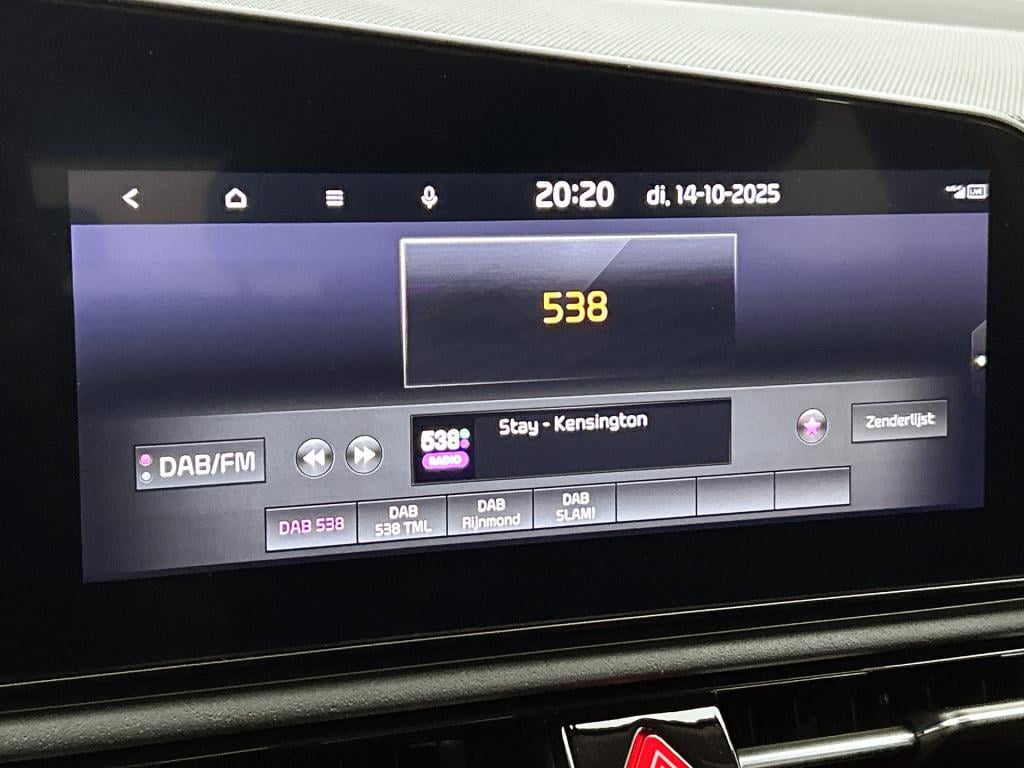 20:20 di, 14-10-2025
LIVE
538
Stay - Kensington
538
RADIO
Zenderlijst
DAB/FM
DAB 538
DAB
538 TML
DAB
Rijnmond
DAB
SLAM!